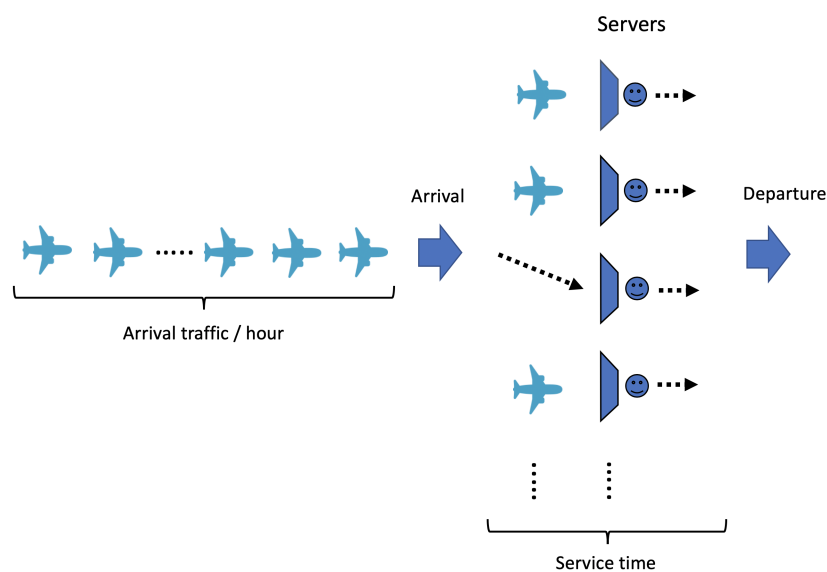 Servers
Arrival
Departure
Arrival traffic / hour
Service time